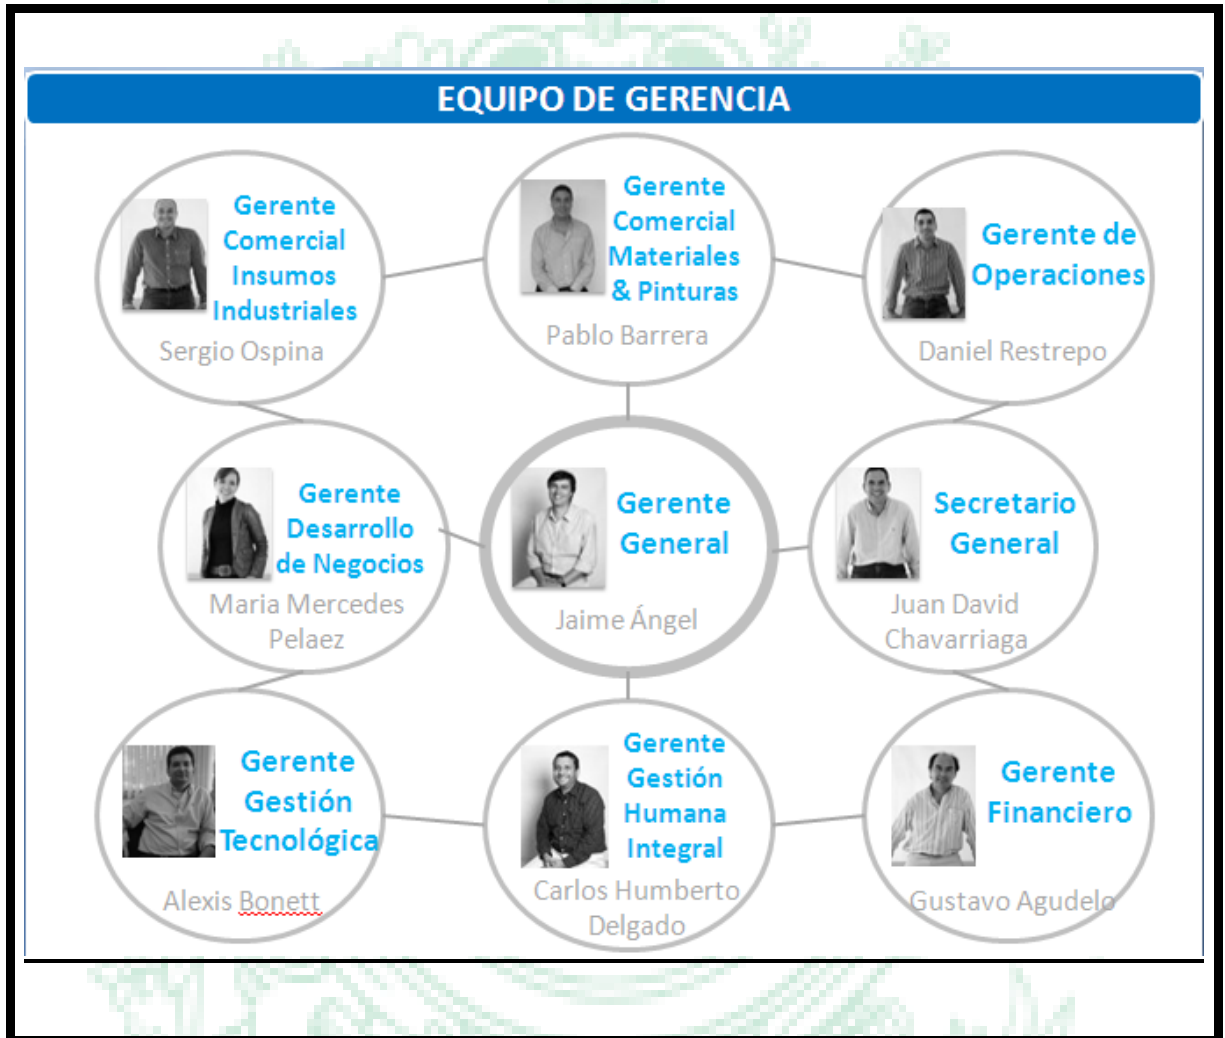 EQUIPO DE GERENCIA
Gerente
Comercial
Insumos
Industriales
Sergio Ospina
Gerente
Comercial
Materiales
& Pinturas
Pablo Barrera
Gerente de
Operaciones
Daniel Restrepo
Gerente
Desarrollo
de Negocios
Maria Mercedes
Pelaez
Gerente
General
Jaime Ángel
Secretario
General
Juan David
Chavarriaga
Gerente
Gestión
Tecnológica
Alexis Bonett
Gerente
Gestión
Humana
Integral
Carlos Humberto
Delgado
Gerente
Financiero
Gustavo Agudelo